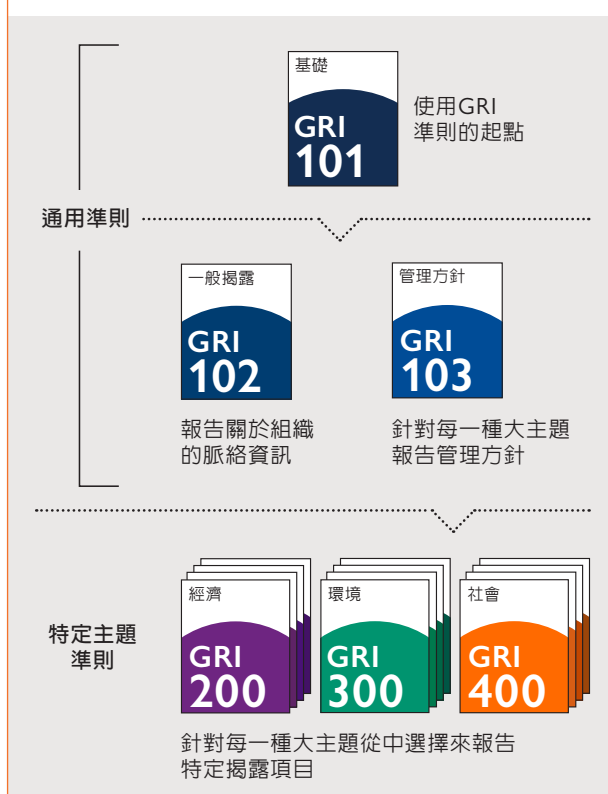 基礎
GRI
101
使用GRI
準則的起點
通用準則
一般揭露
GRI
102
管理方針
GRI
103
報告關於組織
的脈絡資訊
針對每一種大主題
報告管理方針
特定主題
準則
經濟
GRI
200
環境
GRI
300
社會
GRI
400
針對每一種大主題從中選擇來報告
特定揭露項目